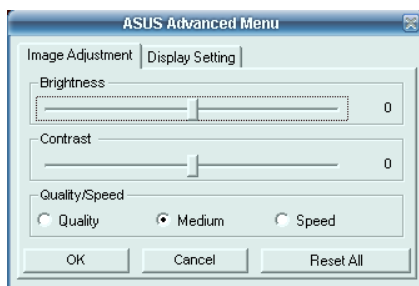 ASUS Advanced Menu
Image Adjustment Display Setting
Brightness
0
Contrast
0
Quality/Speed
Quality Medium Speed
OK Cancel Reset All